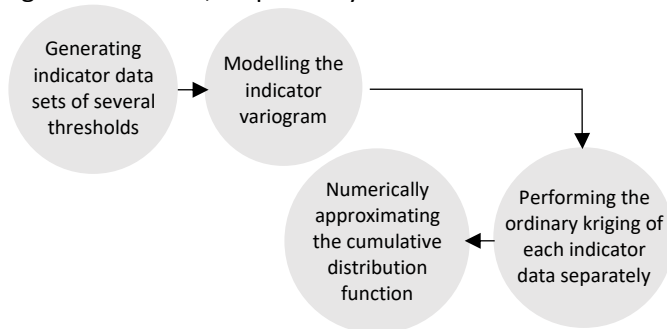 Generating
indicator data
sets of several
thresholds
Modelling the
indicator
variogram
Performing the
ordinary kriging of
each indicator
data separately
Numerically
approximating
the cumulative
distribution
function